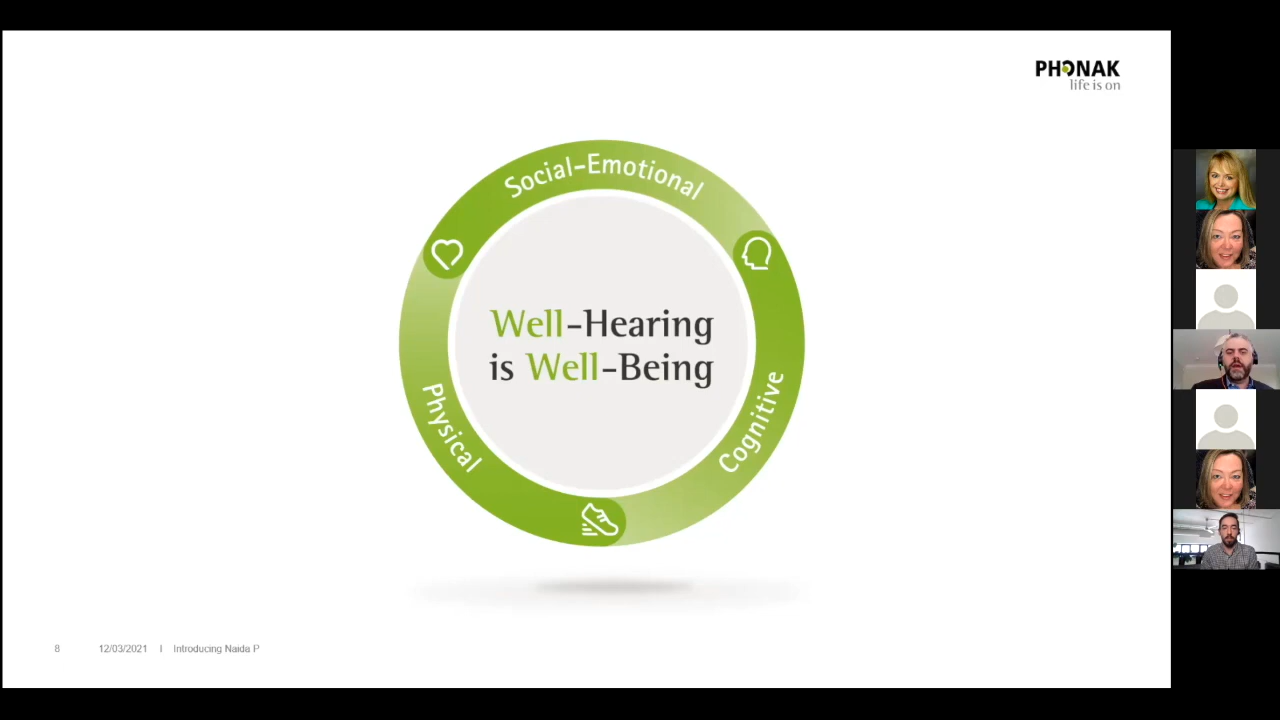 PHONAK
life is on
Social-Emotional
Well-Hearing
is Well-Being
Physical
Cognitive
8 12/03/2021 I Introducing Naida P